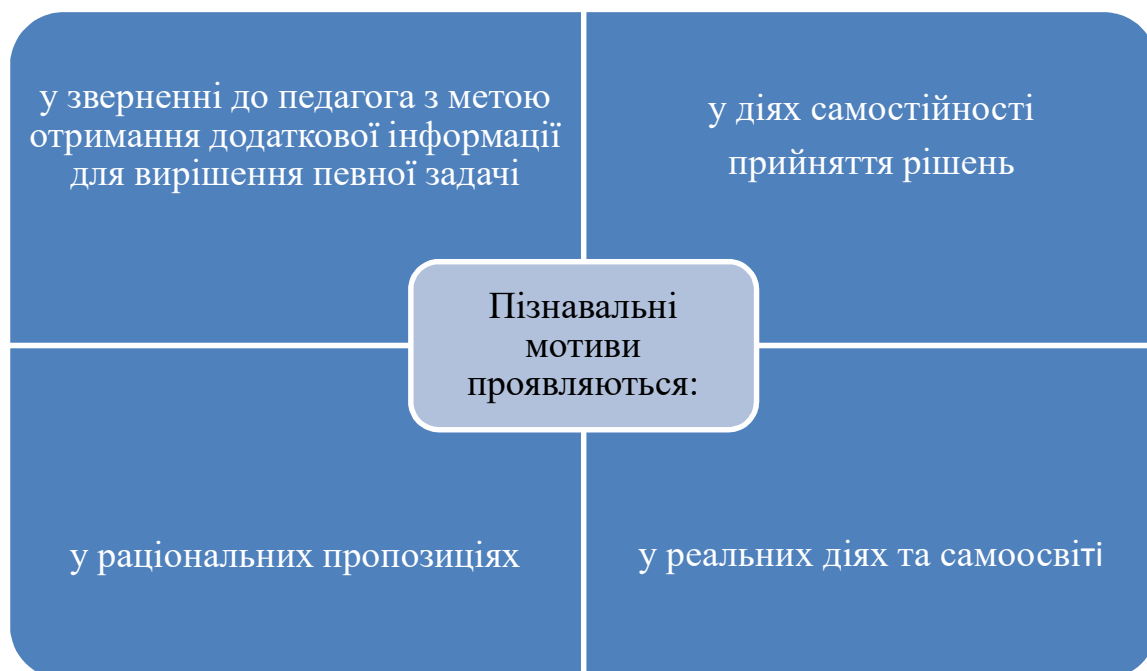 у зверненні до педагога з метою
отримання додаткової інформації
для вирішення певної задачі
у діях самостійності
прийняття рішень
Пізнавальні
мотиви
проявляються:
у раціональних пропозиціях
у реальних діях та самоосвіті